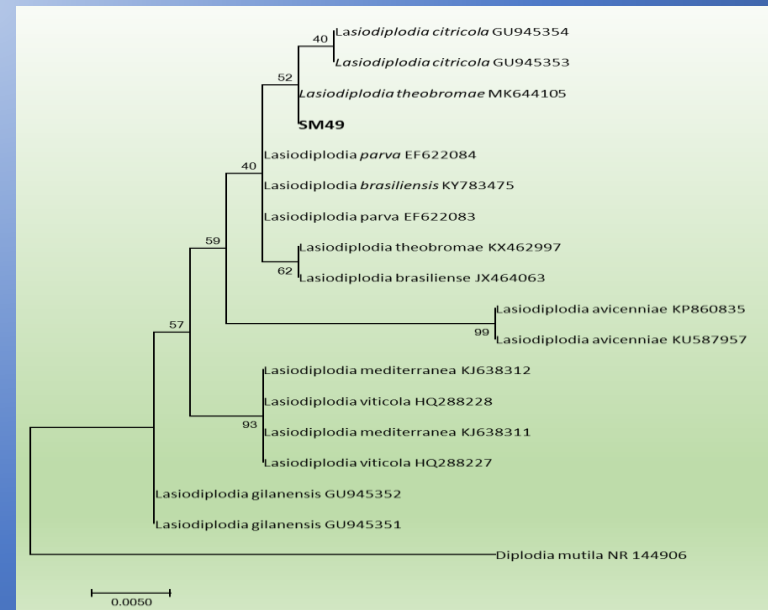 40
Lasiodiplodia citricola GU945354
Lasiodiplodia citricola GU945353
52
Lasiodiplodia theobromae MK644105
SM49
Lasiodiplodia parva EF622084
40
Lasiodiplodia brasiliensis KY783475
Lasiodiplodia parva EF622083
59
Lasiodiplodia theobromae KX462997
62
Lasiodiplodia brasiliense JX464063
Lasiodiplodia avicenniae KP860835
99
Lasiodiplodia avicenniae KU587957
57
Lasiodiplodia mediterranea KJ638312
Lasiodiplodia viticola HQ288228
93
Lasiodiplodia mediterranea KJ638311
Lasiodiplodia viticola HQ288227
Lasiodiplodia gilanensis GU945352
Lasiodiplodia gilanensis GU945351
Diplodia mutila NR 144906
0.0050